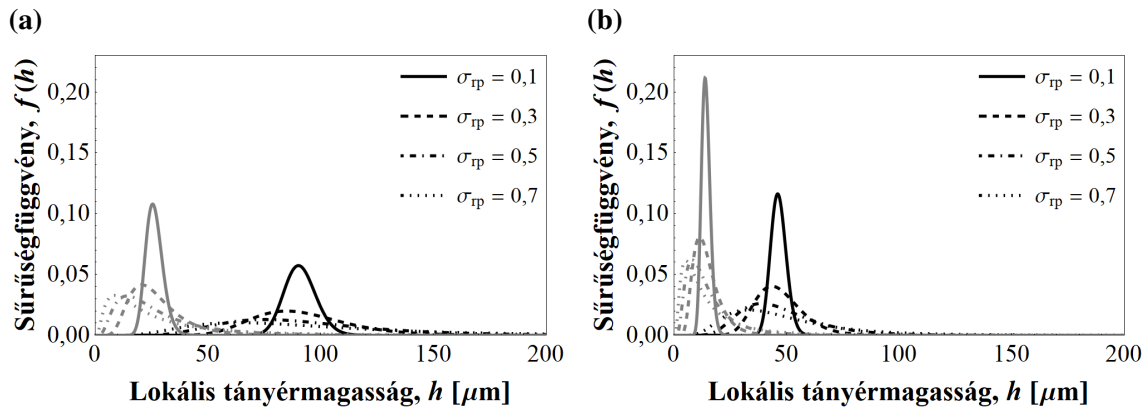 (a)
Sűrűségfüggvény, f (h)
0,20
0,15
0,10
0,05
0,00
0
50
100
150
200
σrp = 0,1
σrp = 0,3
σrp = 0,5
σrp = 0,7
Lokális tányérmagasság, h [μm]
(b)
Sűrűségfüggvény, f (h)
0,20
0,15
0,10
0,05
0,00
0
50
100
150
200
σrp = 0,1
σrp = 0,3
σrp = 0,5
σrp = 0,7
Lokális tányérmagasság, h [μm]